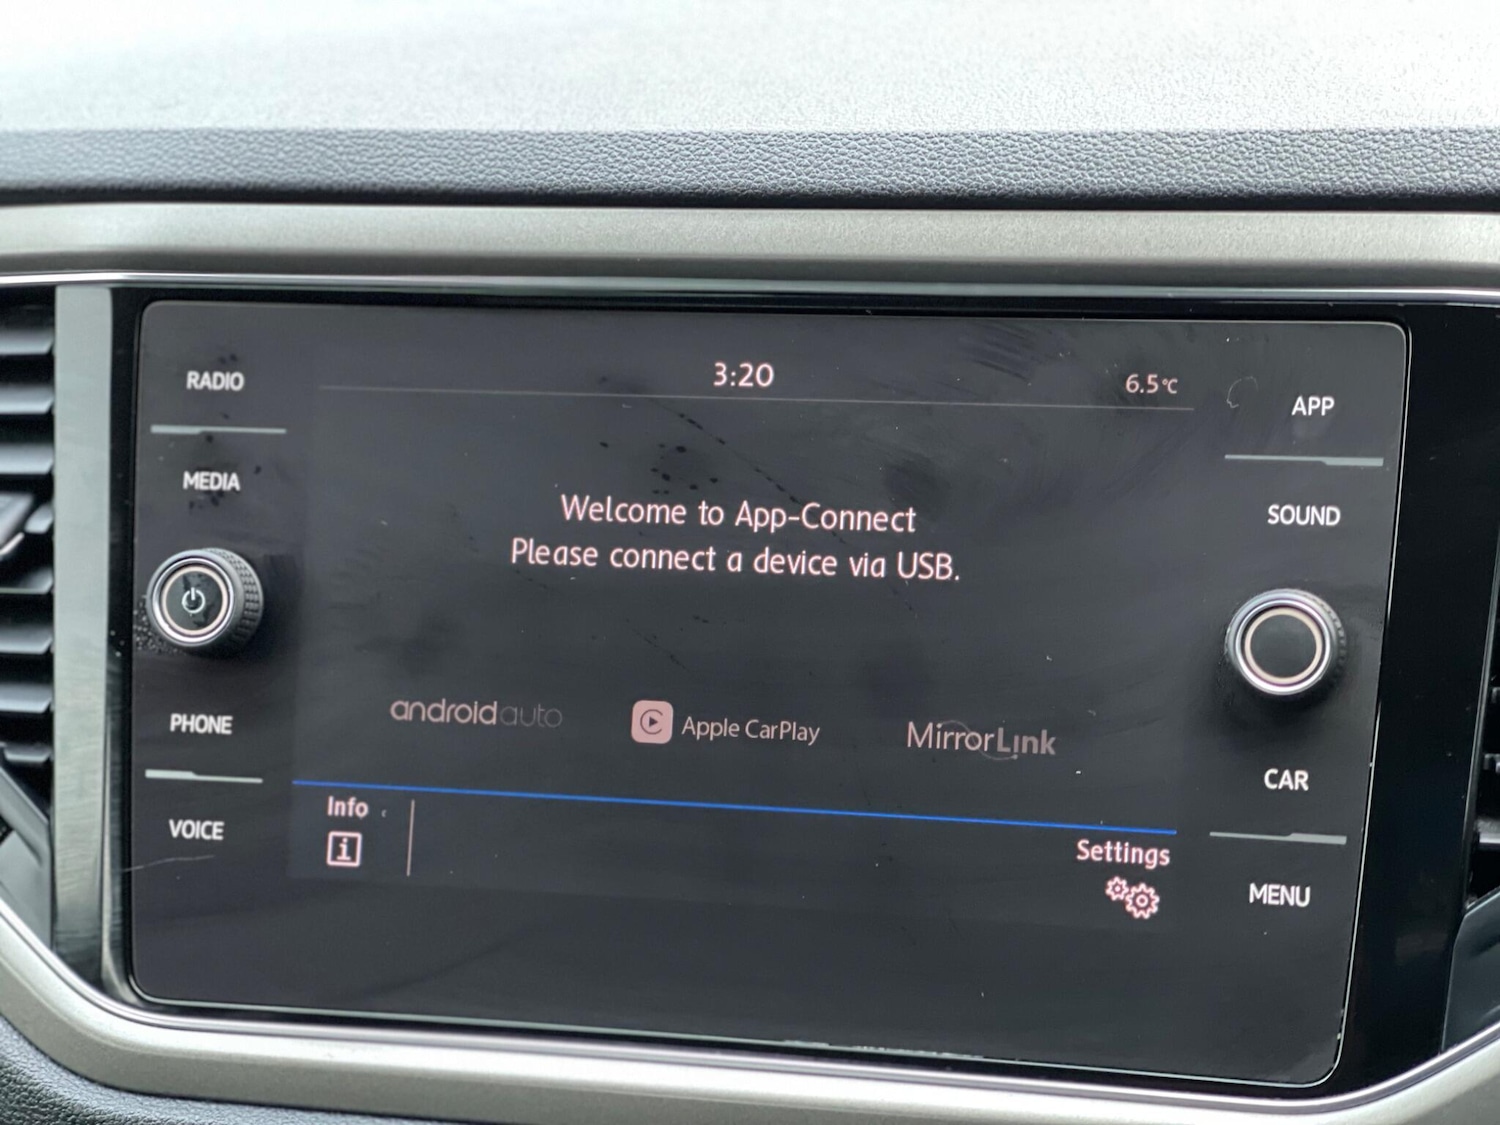 3:20
6.5°C
RADIO
MEDIA
PHONE
VOICE
Welcome to App-Connect
Please connect a device via USB.
androidauto
Apple CarPlay
MirrorLink
Info
i
Settings
APP
SOUND
CAR
MENU